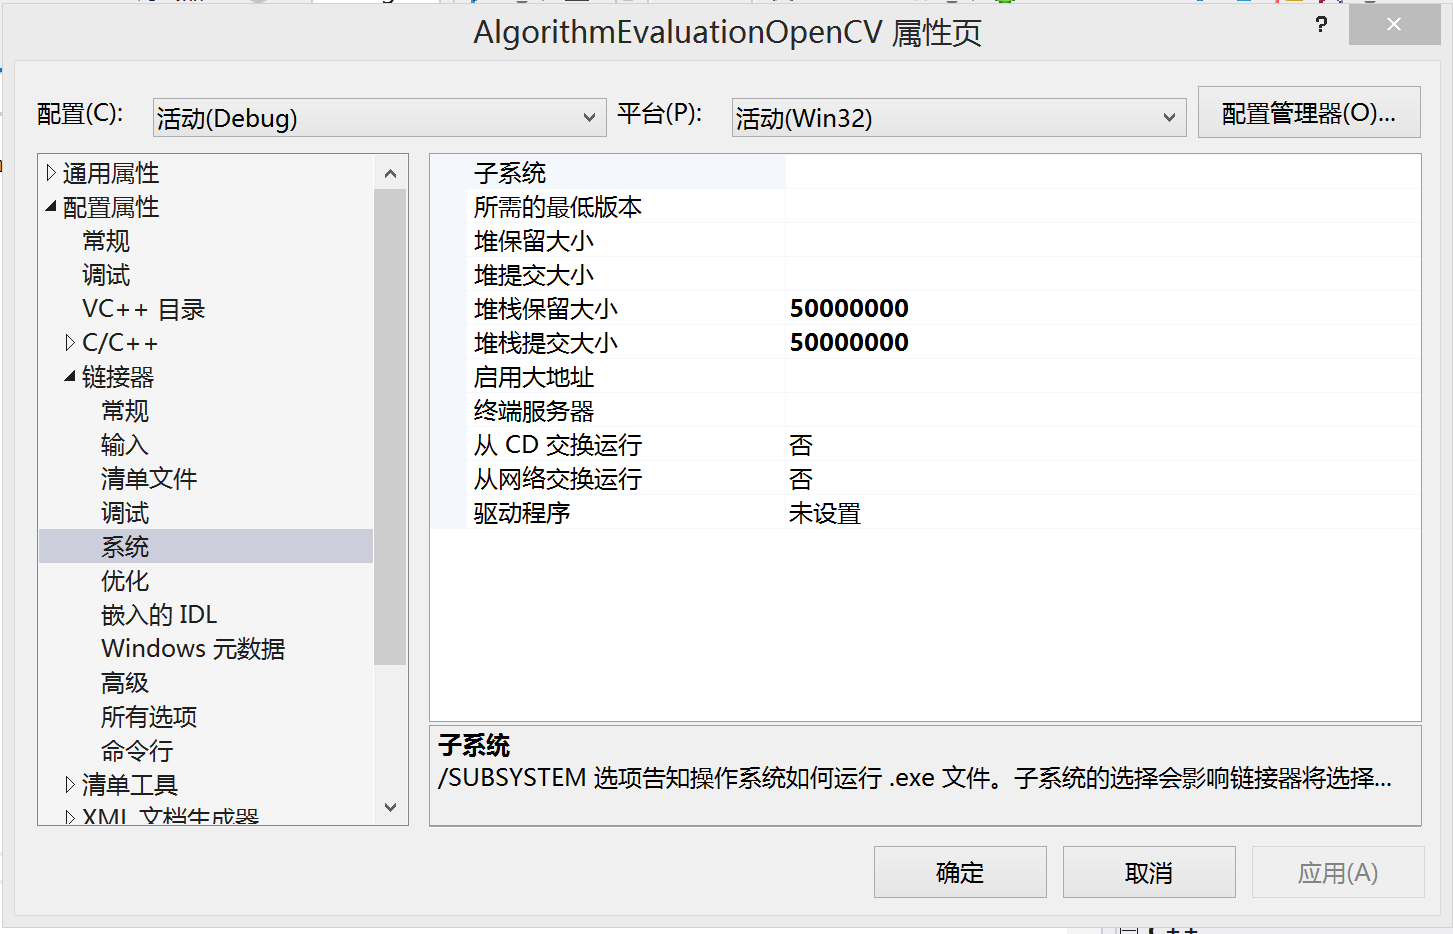 AlgorithmEvaluationOpenCV 属性页
?
配置(C):
活动(Debug)
平台(P):
活动(Win32)
配置管理器(O)...
通用属性
配置属性
常规
调试
VC++ 目录
C/C++
链接器
常规
输入
清单文件
调试
系统
优化
嵌入的 IDL
Windows 元数据
高级
所有选项
命令行
清单工具
XML 文档生成器
子系统
所需的最低版本
堆保留大小
堆提交大小
堆栈保留大小 50000000
堆栈提交大小 50000000
启用大地址
终端服务器
从 CD 交换运行 否
从网络交换运行 否
驱动程序 未设置
子系统
/SUBSYSTEM 选项告知操作系统如何运行 .exe 文件。子系统的选择会影响链接器将选择...
确定
取消
应用(A)